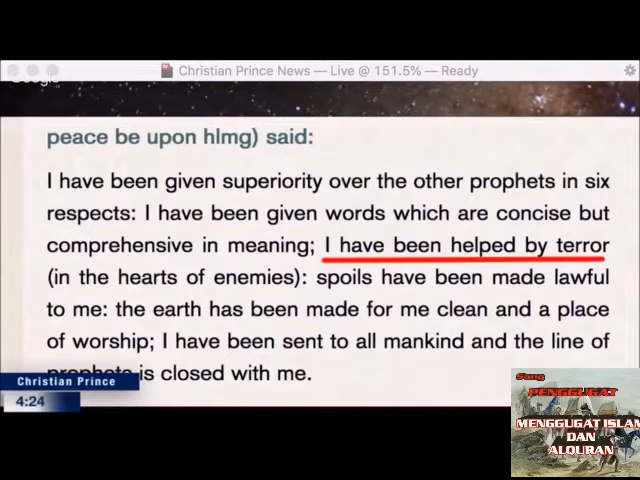 Christian Prince News — Live @ 151.5% — Ready
Google
peace be upon hlmg) said:
I have been given superiority over the other prophets in six
respects: I have been given words which are concise but
comprehensive in meaning; I have been helped by terror
(in the hearts of enemies): spoils have been made lawful
to me: the earth has been made for me clean and a place
of worship; I have been sent to all mankind and the line of
prophets is closed with me.
Christian Prince
4:24
Sang
PENGGUGAT
MENGGUGAT ISLAM
DAN
ALQURAN